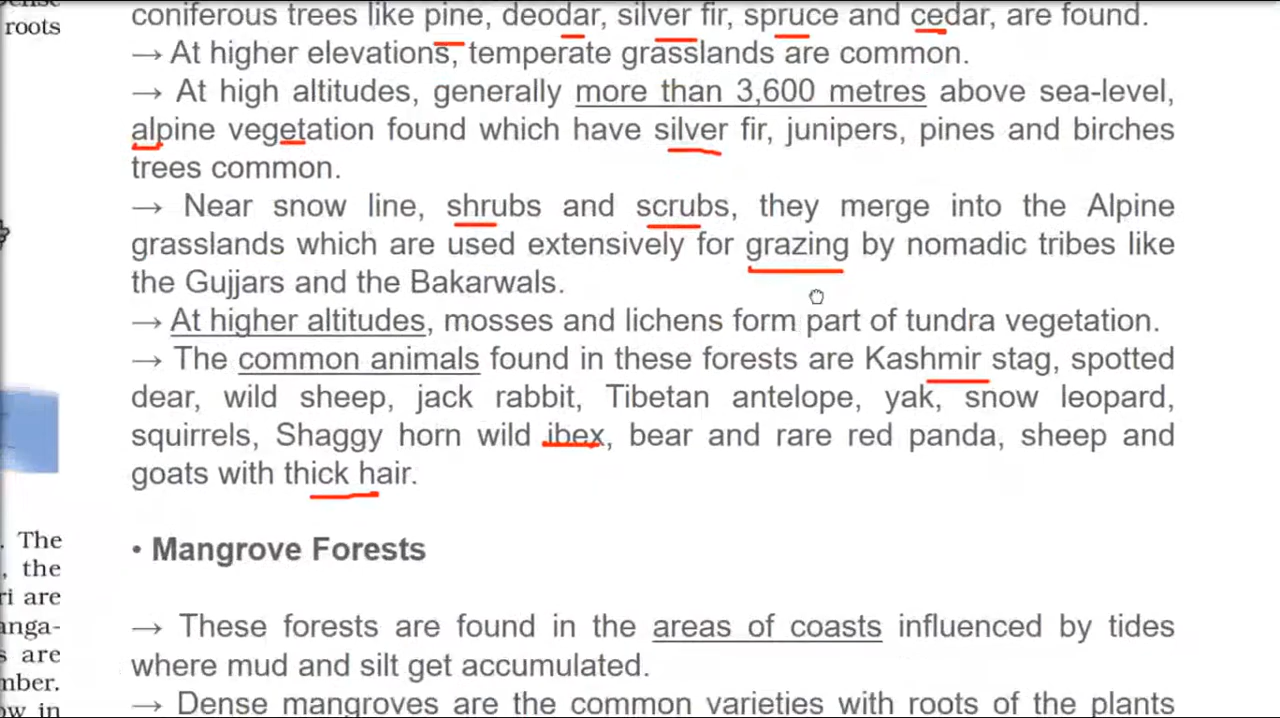 roots
coniferous trees like pine, deodar, silver fir, spruce and cedar, are found.
→ At higher elevations, temperate grasslands are common.
→ At high altitudes, generally more than 3,600 metres above sea-level,
alpine vegetation found which have silver fir, junipers, pines and birches
trees common.
→ Near snow line, shrubs and scrubs, they merge into the Alpine
grasslands which are used extensively for grazing by nomadic tribes like
the Gujjars and the Bakarwals.
→ At higher altitudes, mosses and lichens form part of tundra vegetation.
→ The common animals found in these forests are Kashmir stag, spotted
dear, wild sheep, jack rabbit, Tibetan antelope, yak, snow leopard,
squirrels, Shaggy horn wild ibex, bear and rare red panda, sheep and
goats with thick hair.
• Mangrove Forests
→ These forests are found in the areas of coasts influenced by tides
where mud and silt get accumulated.
→ Dense mangroves are the common varieties with roots of the plants
. The
, the
ri are
anga-
s are
mber.
ow in